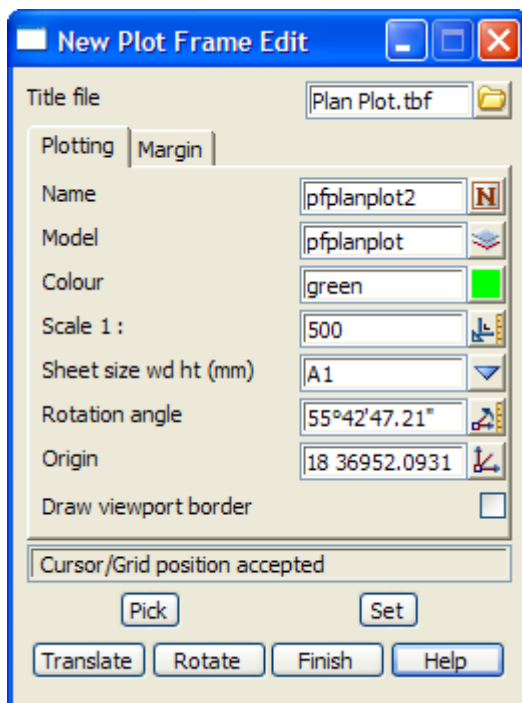 New Plot Frame Edit
Title file Plan Plot.tbf
Plotting Margin
Name pfplanplot2 N
Model pfplanplot
Colour green
Scale 1 : 500
Sheet size wd ht (mm) A1
Rotation angle 55°42'47.21"
Origin 18 36952.0931
Draw viewport border
Cursor/Grid position accepted
Pick Set
Translate Rotate Finish Help